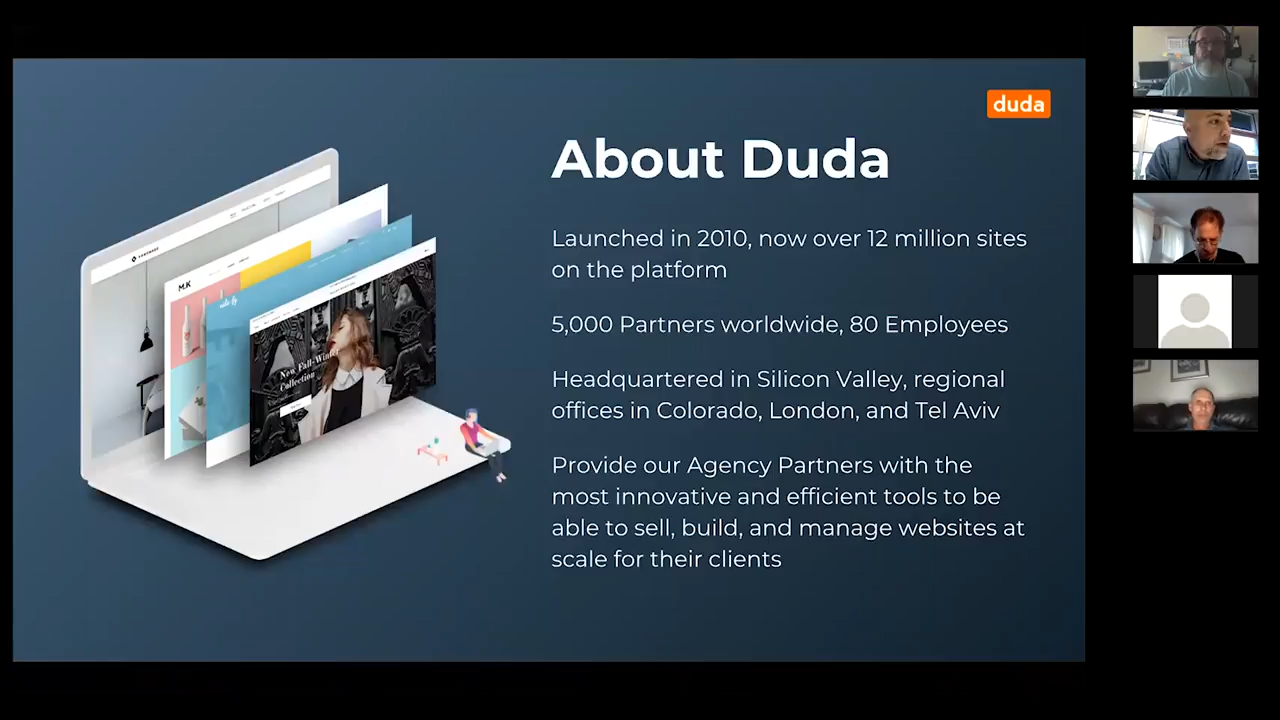 duda
About Duda
Launched in 2010, now over 12 million sites
on the platform
5,000 Partners worldwide, 80 Employees
Headquartered in Silicon Valley, regional
offices in Colorado, London, and Tel Aviv
Provide our Agency Partners with the
most innovative and efficient tools to be
able to sell, build, and manage websites at
scale for their clients
M.K
New Fall-Winter
Collection